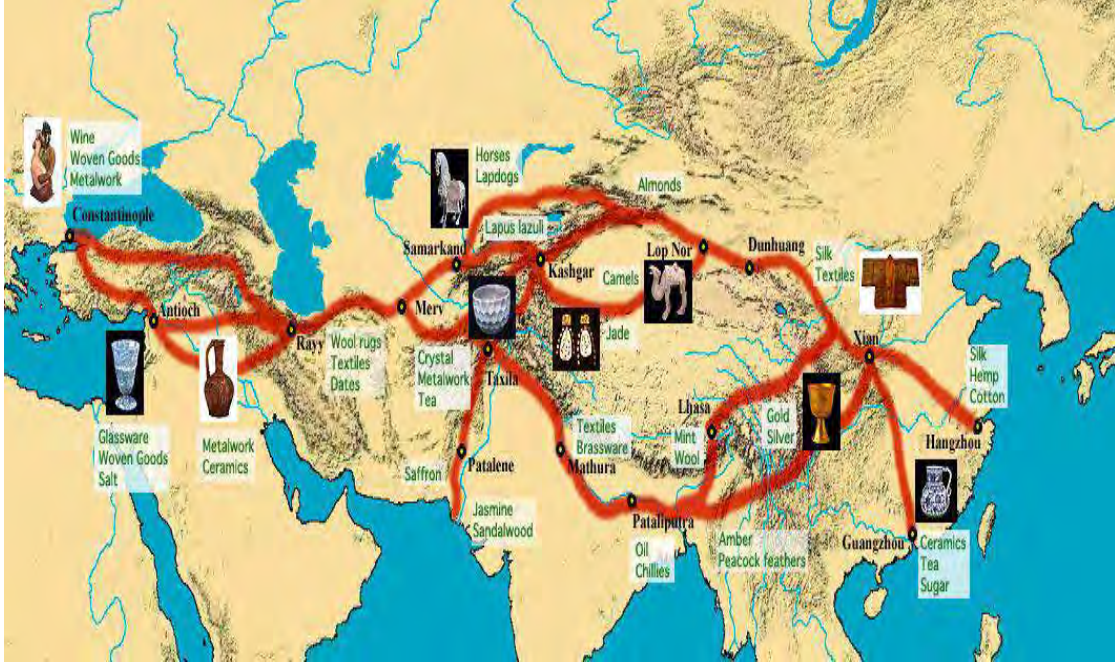 Wine
Woven Goods
Metalwork
Constantinople
Antioch
Glassware
Woven Goods
Salt
Metalwork
Ceramics
Rayy
Wool rugs
Textiles
Dates
Merv
Samarkand
Horses
Lapdogs
Lapus lazuli
Kashgar
Almonds
Crystal
Metalwork
Tea
Taxila
Saffron
Patalene
Jasmine
Sandalwood
Camels
Jade
Lop Nor
Dunhuang
Silk
Textiles
Textiles
Brassware
Mathura
Pataliputra
Oil
Chillies
Lhasa
Mint
Wool
Gold
Silver
Amber
Peacock feathers
Xian
Silk
Hemp
Cotton
Hangzhou
Guangzhou
Ceramics
Tea
Sugar